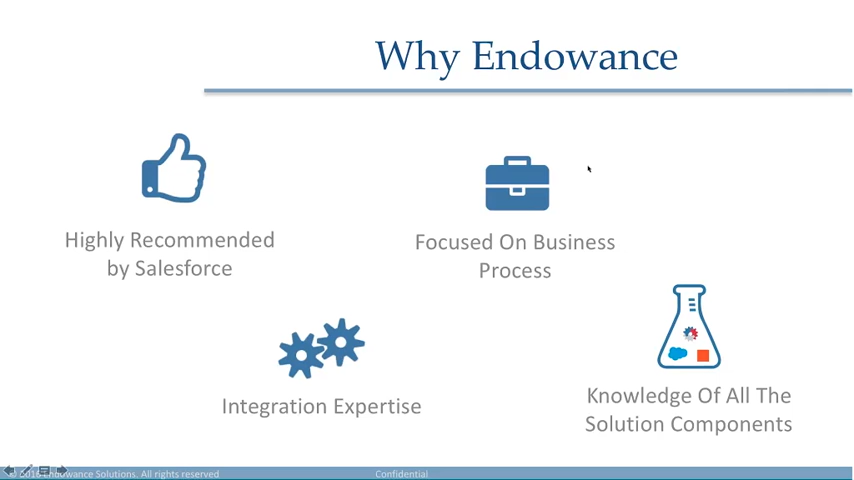 Why Endowance
Highly Recommended
by Salesforce
Focused On Business
Process
Integration Expertise
Knowledge Of All The
Solution Components
© 2016 Endowance Solutions. All rights reserved
Confidential